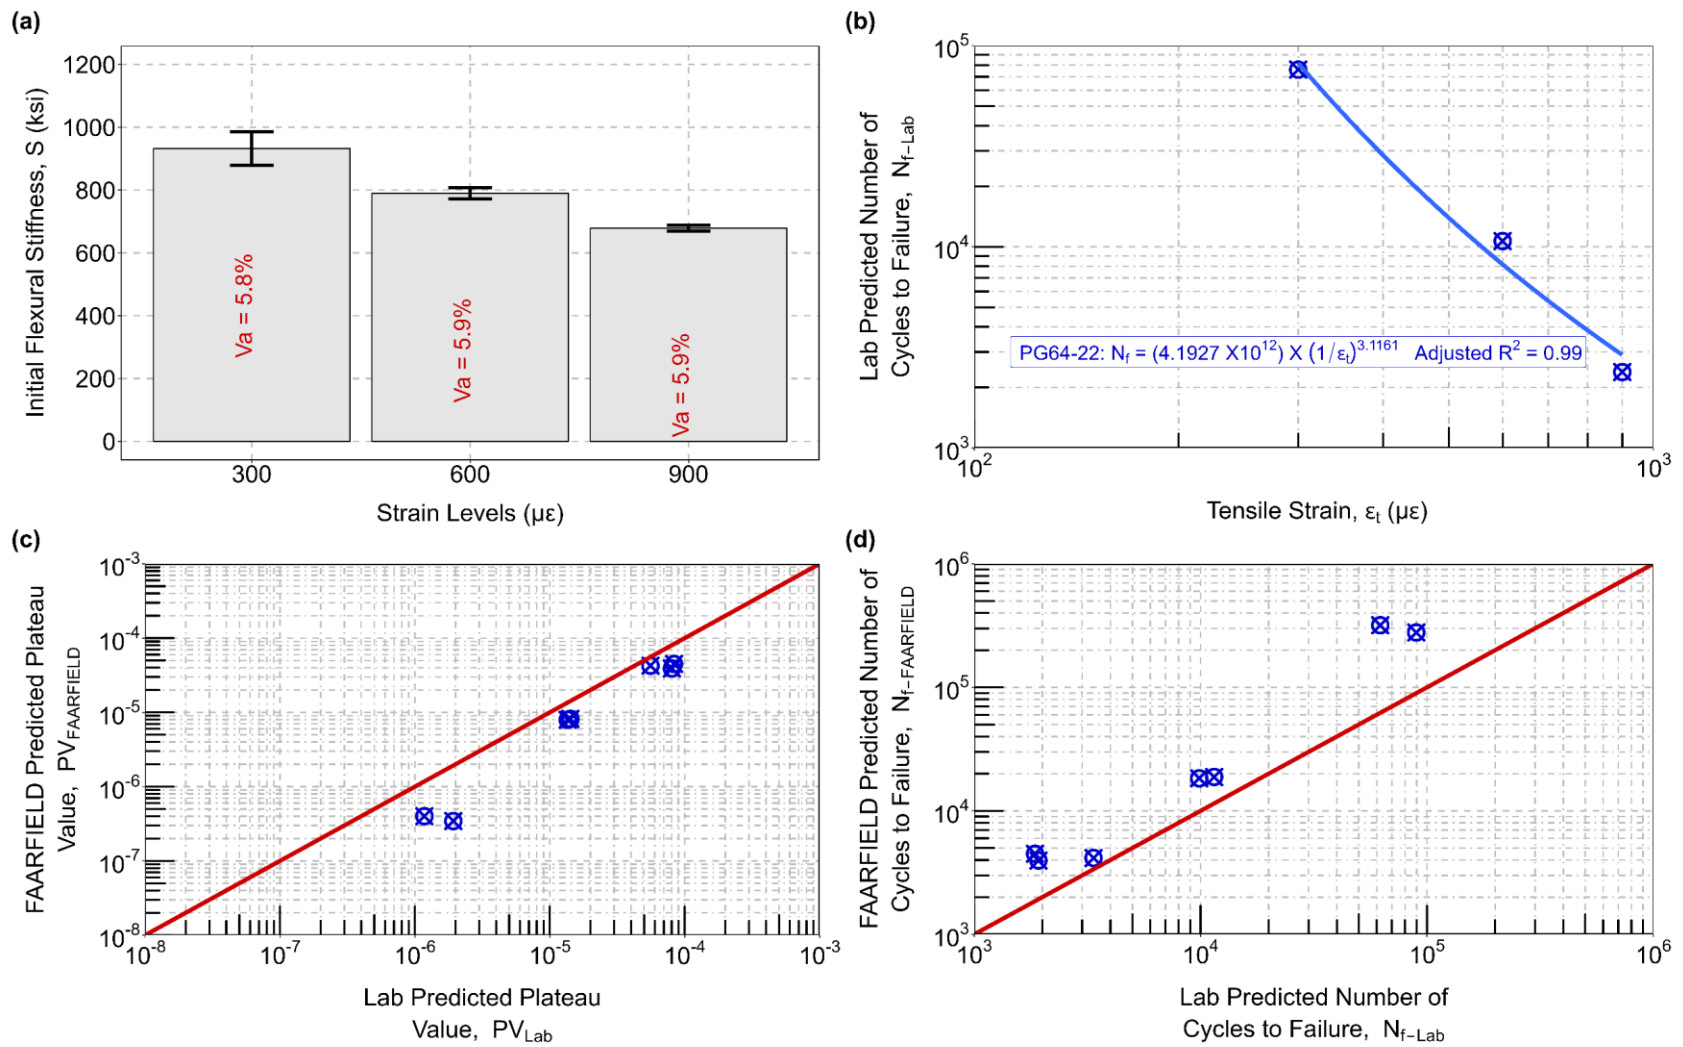 (a)
Initial Flexural Stiffness, S (ksi)
1200
1000
800
600
400
200
0
Va = 5.8%
Va = 5.9%
Va = 5.9%
300 600 900
Strain Levels (με)
(b)
Lab Predicted Number of
Cycles to Failure, N_f−Lab
10^5
10^4
10^3
PG64-22: N_f = (4.1927 X10^12) X (1/ε_t)^3.1161 Adjusted R^2 = 0.99
10^2 10^3
Tensile Strain, ε_t (με)
(c)
FAARFIELD Predicted Plateau
Value, PV_FAARFIELD
10^-3
10^-4
10^-5
10^-6
10^-7
10^-8
10^-8 10^-7 10^-6 10^-5 10^-4 10^-3
Lab Predicted Plateau
Value, PV_Lab
(d)
FAARFIELD Predicted Number of
Cycles to Failure, N_f−FAARFIELD
10^6
10^5
10^4
10^3
10^3 10^4 10^5 10^6
Lab Predicted Number of
Cycles to Failure, N_f−Lab